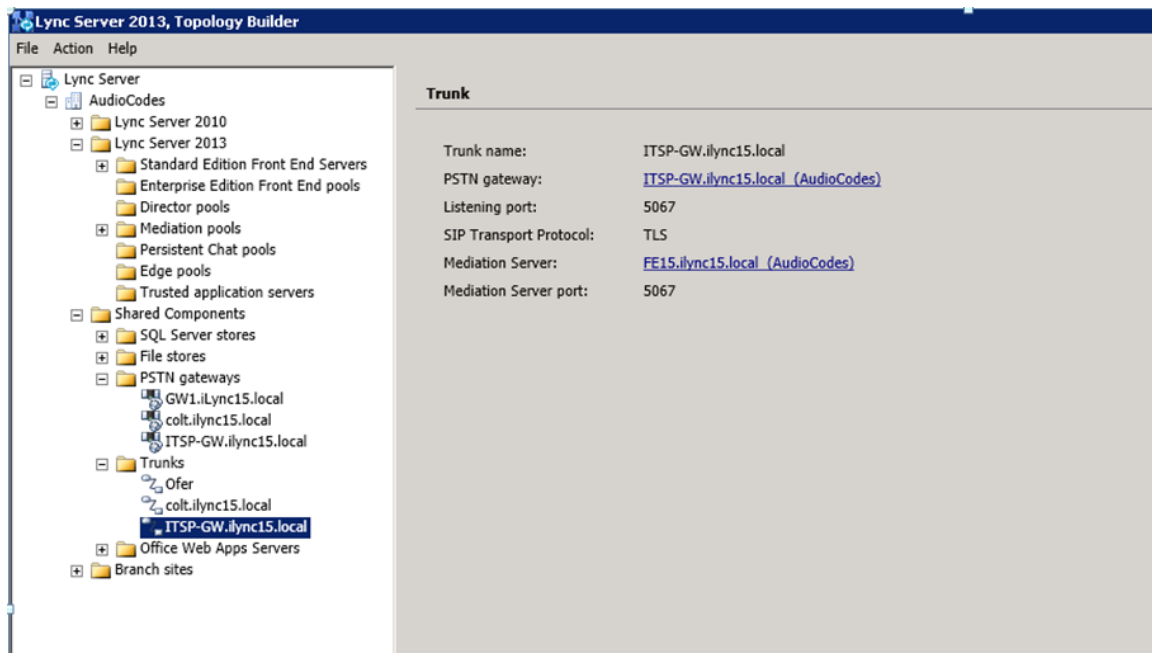 Lync Server 2013, Topology Builder
File Action Help
Lync Server
AudioCodes
Lync Server 2010
Lync Server 2013
Standard Edition Front End Servers
Enterprise Edition Front End pools
Director pools
Mediation pools
Persistent Chat pools
Edge pools
Trusted application servers
Shared Components
SQL Server stores
File stores
PSTN gateways
GW1.iLync15.local
colt.ilync15.local
ITSP-GW.ilync15.local
Trunks
Ofer
colt.ilync15.local
ITSP-GW.ilync15.local
Office Web Apps Servers
Branch sites
Trunk
Trunk name: ITSP-GW.ilync15.local
PSTN gateway: ITSP-GW.ilync15.local (AudioCodes)
Listening port: 5067
SIP Transport Protocol: TLS
Mediation Server: FE15.ilync15.local (AudioCodes)
Mediation Server port: 5067